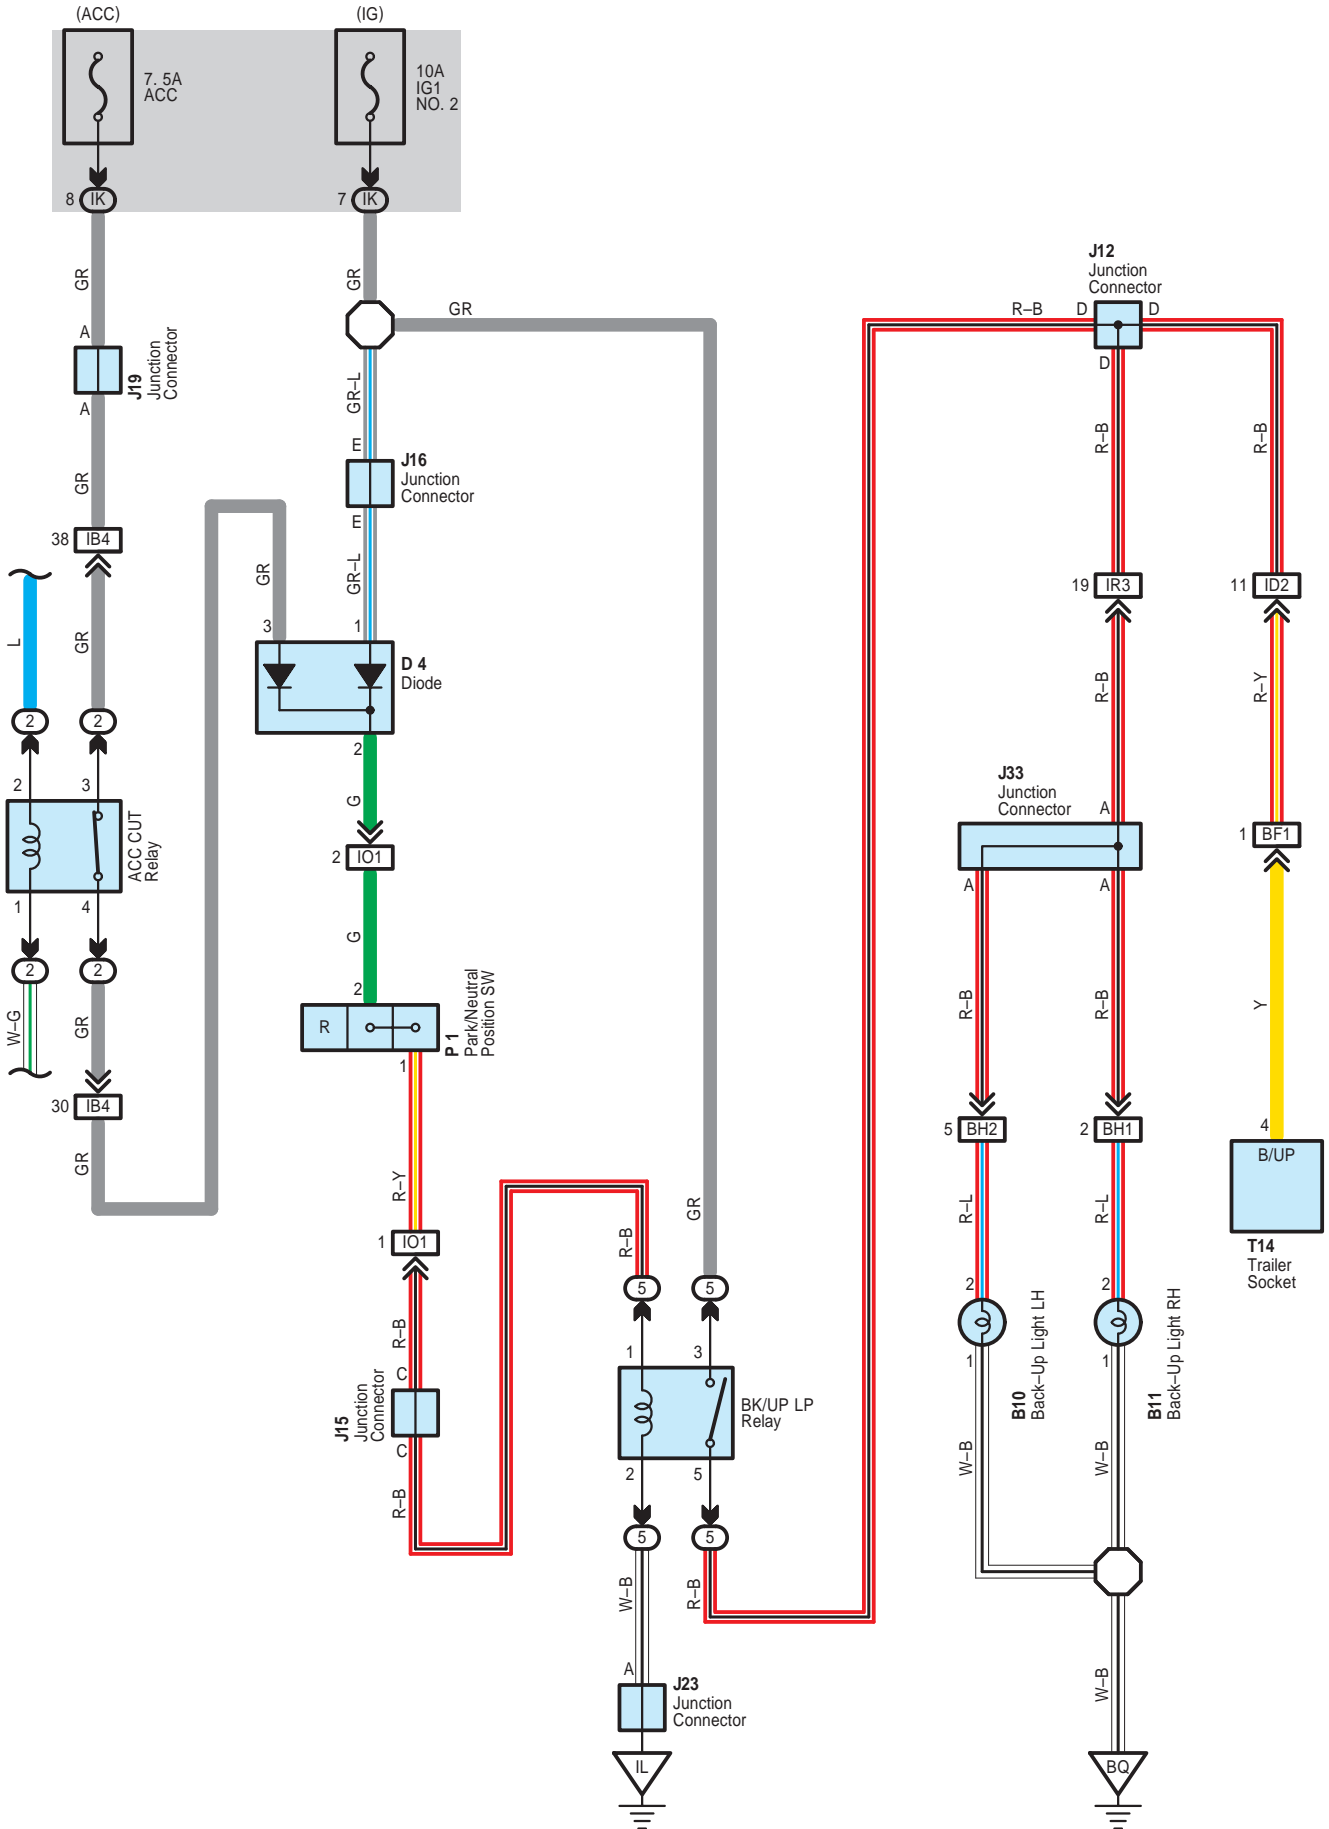 (ACC)
(IG)
7. 5A
ACC
10A
IG1
NO. 2
8 IK
7 IK
GR
GR
GR
J12
Junction
Connector
R–B D D
D
A
J19
Junction
Connector
A
GR–L
E
J16
Junction
Connector
E
GR–L
GR
R–B
R–B
38 IB4
GR
19 IR3
11 ID2
L
GR
3 1
D 4
Diode
2
R–B
R–Y
2 2
2 3
ACC CUT
Relay
1 4
2 2
G
2 IO1
G
J33
Junction
Connector
A
A A
1 BF1
W–G
GR
2
R
P 1
Park/Neutral
Position SW
1
R–B
R–B
Y
30 IB4
GR
5 BH2
2 BH1
4
B/UP
T14
Trailer
Socket
R–Y
1 IO1
R–B
GR
R–L
R–L
5 5
2 2
B10
Back–Up Light LH
B11
Back–Up Light RH
1 1
R–B
C
J15
Junction
Connector
C
R–B
1 3
BK/UP LP
Relay
2 5
5 5
W–B
W–B
W–B
R–B
A
J23
Junction
Connector
W–B
IL
BQ